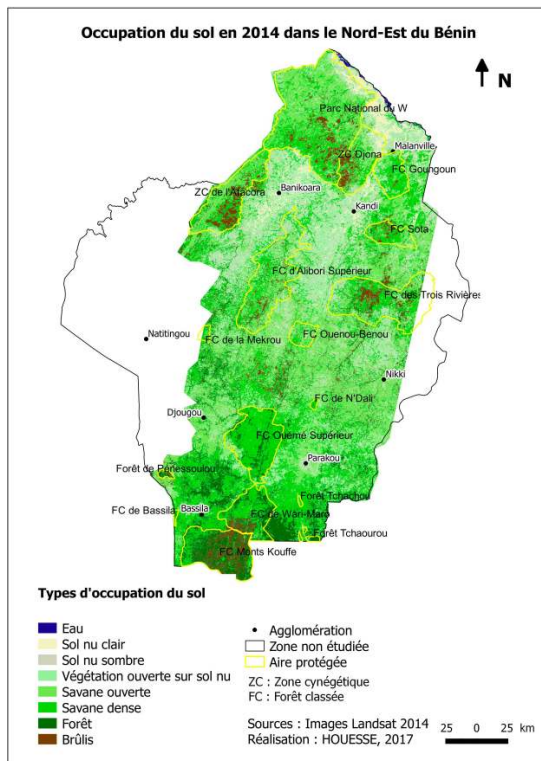 Occupation du sol en 2014 dans le Nord-Est du Bénin
N
Parc National du W
Malanville
ZC Djona
FC Goungoun
ZC de l'Atacora
Banikoara
Kandi
FC Sota
FC d'Alibori Supérieur
FC des Trois Rivières
Natitingou
FC de la Mekrou
FC Ouenou-Benou
Nikki
FC de N'Dali
Djougou
FC Ouémé Supérieur
Parakou
Forêt de Pénessoulou
Forêt Tchachou
FC de Bassila
Bassila
FC de Wari-Maro
Forêt Tchaourou
FC Monts Kouffe
Types d'occupation du sol
Eau
Sol nu clair
Sol nu sombre
Végétation ouverte sur sol nu
Savane ouverte
Savane dense
Forêt
Brûlis
Agglomération
Zone non étudiée
Aire protégée
ZC : Zone cynégétique
FC : Forêt classée
Sources : Images Landsat 2014
Réalisation : HOUESSE, 2017
25 0 25 km